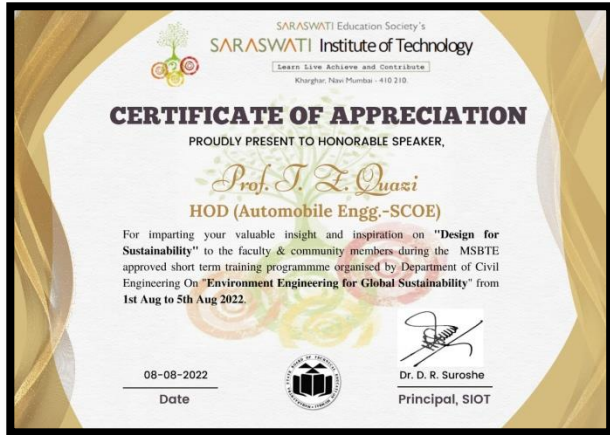 SARASWATI Education Society's
SARASWATI Institute of Technology
Learn Live Achieve and Contribute
Kharghar, Navi Mumbai - 410 210.
CERTIFICATE OF APPRECIATION
PROUDLY PRESENT TO HONORABLE SPEAKER,
Prof. T. Z. Quazi
HOD (Automobile Engg.-SCOE)
For imparting your valuable insight and inspiration on "Design for
Sustainability" to the faculty & community members during the MSBTE
approved short term training programmme organised by Department of Civil
Engineering On "Environment Engineering for Global Sustainability" from
1st Aug to 5th Aug 2022.
08-08-2022
Date
Dr. D. R. Suroshe
Principal, SIOT